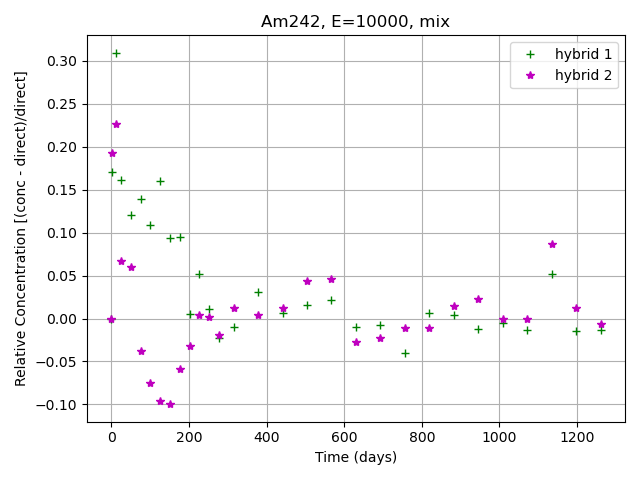 Am242, E=10000, mix
hybrid 1
hybrid 2
Relative Concentration [(conc - direct)/direct]
0.30
0.25
0.20
0.15
0.10
0.05
0.00
−0.05
−0.10
0 200 400 600 800 1000 1200
Time (days)